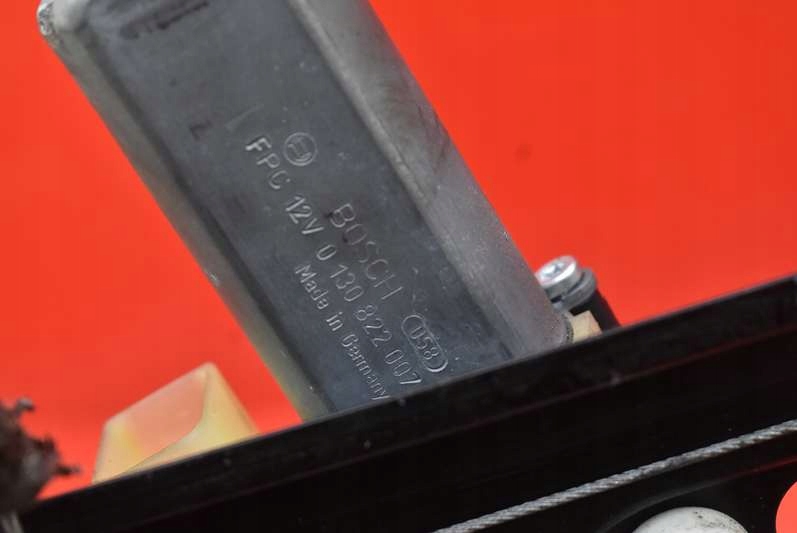 BOSCH 058
FPC 12V 0 130 822 007
Made in Germany